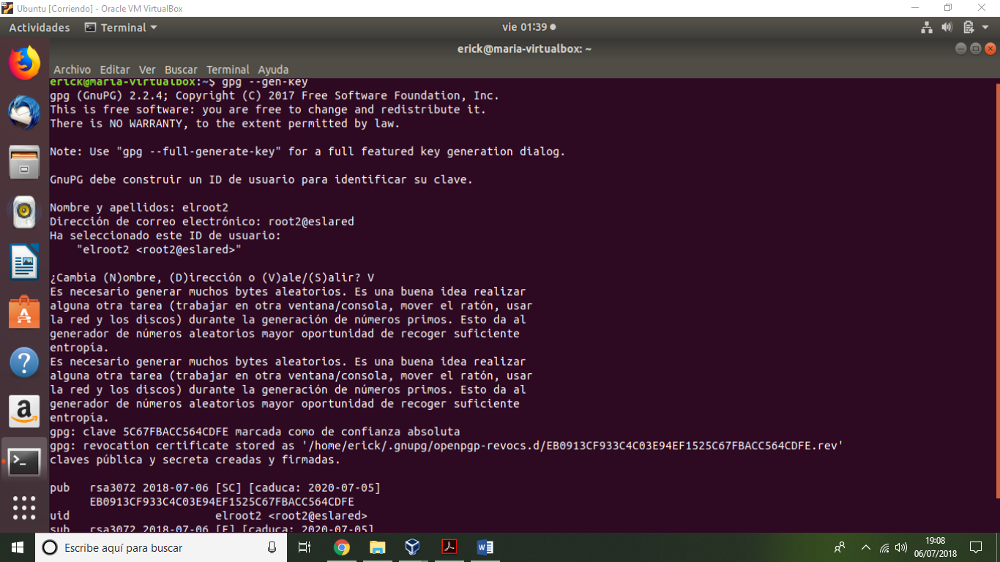 Ubuntu [Corriendo] - Oracle VM VirtualBox
Actividades Terminal vie 01:39
erick@maria-virtualbox: ~
Archivo Editar Ver Buscar Terminal Ayuda
erick@maria-virtualbox:~$ gpg --gen-key
gpg (GnuPG) 2.2.4; Copyright (C) 2017 Free Software Foundation, Inc.
This is free software: you are free to change and redistribute it.
There is NO WARRANTY, to the extent permitted by law.
Note: Use "gpg --full-generate-key" for a full featured key generation dialog.
GnuPG debe construir un ID de usuario para identificar su clave.
Nombre y apellidos: elroot2
Dirección de correo electrónico: root2@eslared
Ha seleccionado este ID de usuario:
"elroot2 <root2@eslared>"
¿Cambia (N)ombre, (D)irección o (V)ale/(S)alir? V
Es necesario generar muchos bytes aleatorios. Es una buena idea realizar
alguna otra tarea (trabajar en otra ventana/consola, mover el ratón, usar
la red y los discos) durante la generación de números primos. Esto da al
generador de números aleatorios mayor oportunidad de recoger suficiente
entropía.
Es necesario generar muchos bytes aleatorios. Es una buena idea realizar
alguna otra tarea (trabajar en otra ventana/consola, mover el ratón, usar
la red y los discos) durante la generación de números primos. Esto da al
generador de números aleatorios mayor oportunidad de recoger suficiente
entropía.
gpg: clave 5C67FBACC564CDFE marcada como de confianza absoluta
gpg: revocation certificate stored as '/home/erick/.gnupg/openpgp-revocs.d/EB0913CF933C4C03E94EF1525C67FBACC564CDFE.rev'
claves pública y secreta creadas y firmadas.
pub rsa3072 2018-07-06 [SC] [caduca: 2020-07-05]
EB0913CF933C4C03E94EF1525C67FBACC564CDFE
uid elroot2 <root2@eslared>
sub rsa3072 2018-07-06 [E] [caduca: 2020-07-05]
Escribe aquí para buscar
19:08
06/07/2018